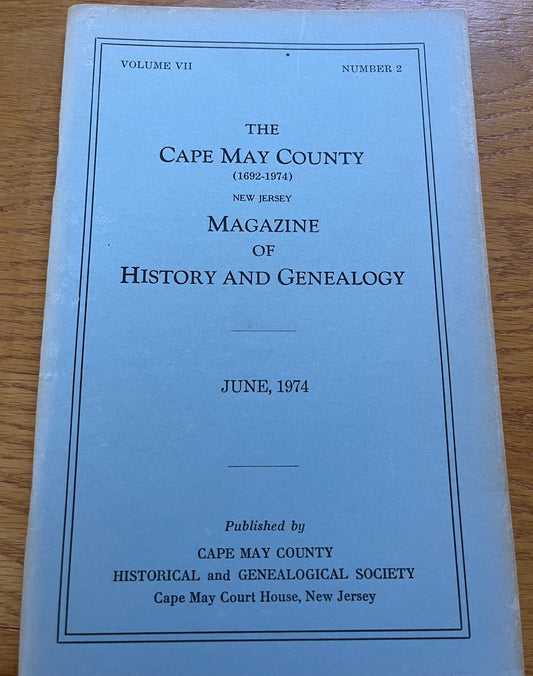 VOLUME VII NUMBER 2
THE
CAPE MAY COUNTY
(1692-1974)
NEW JERSEY
MAGAZINE
OF
HISTORY AND GENEALOGY
JUNE, 1974
Published by
CAPE MAY COUNTY
HISTORICAL and GENEALOGICAL SOCIETY
Cape May Court House, New Jersey